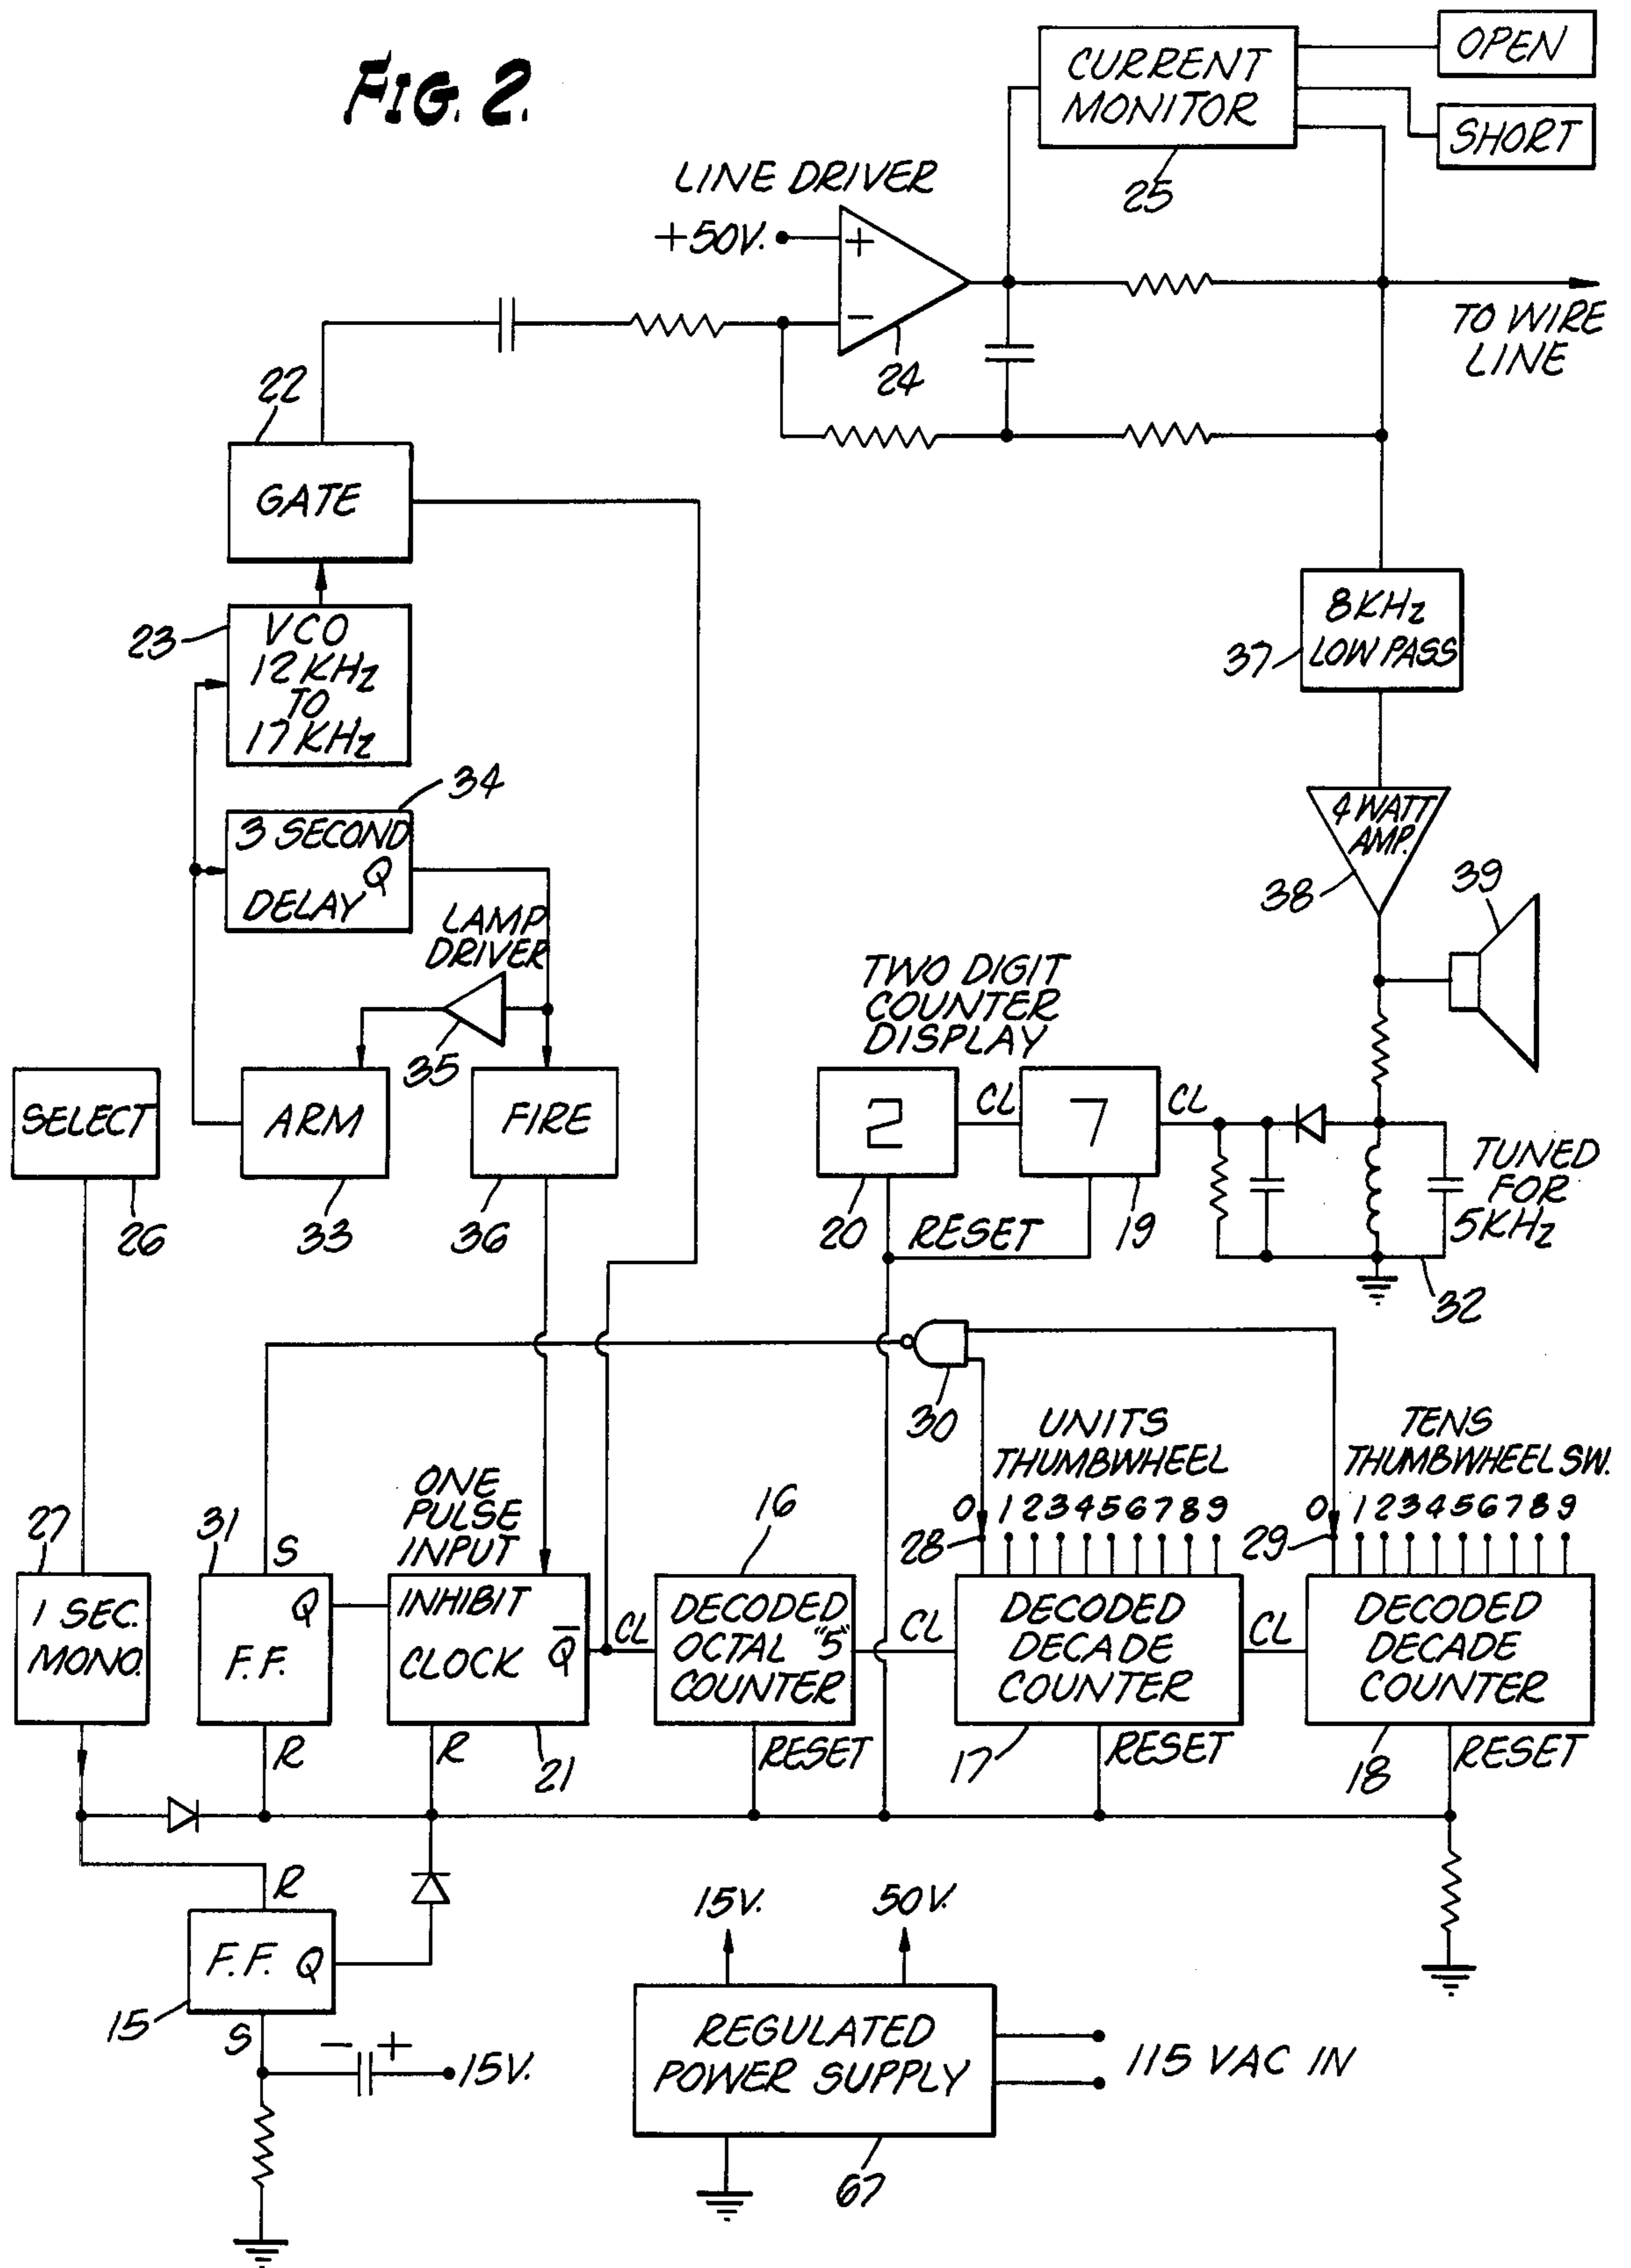 FIG. 2.
CURRENT
MONITOR
OPEN
SHORT
25
LINE DRIVER
+50V.
+
−
24
TO WIRE
LINE
22
GATE
23
VCO
12 KHz
TO
17 KHz
8 KHz
LOW PASS
37
34
3 SECOND
Q
DELAY
4 WATT
AMP.
38
39
LAMP
DRIVER
35
TWO DIGIT
COUNTER
DISPLAY
SELECT
26
ARM
33
FIRE
36
2
CL
7
CL
20
RESET
19
TUNED
FOR
5 KHz
32
30
UNITS
THUMBWHEEL
TENS
THUMBWHEEL SW.
0 1 2 3 4 5 6 7 8 9
28
0 1 2 3 4 5 6 7 8 9
29
27
1 SEC.
MONO.
31
S
Q
F.F.
R
ONE
PULSE
INPUT
INHIBIT
CLOCK Q̅
R
21
CL
16
DECODED
OCTAL "5"
COUNTER
RESET
CL
DECODED
DECADE
COUNTER
17
RESET
CL
DECODED
DECADE
COUNTER
18
RESET
R
F.F. Q
15
S
− +
15V.
15V.
50V.
REGULATED
POWER SUPPLY
67
115 VAC IN